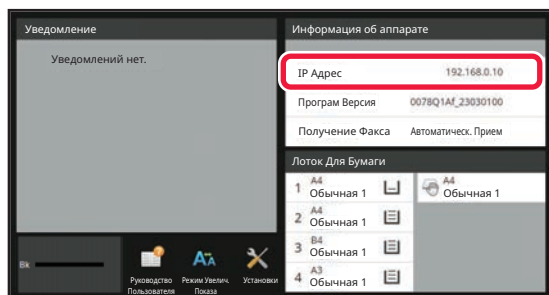 Уведомление
Уведомлений нет.
Информация об аппарате
IP Адрес 192.168.0.10
Програм Версия 0078Q1Af_23030100
Получение Факса Автоматическ. Прием
Лоток Для Бумаги
1 A4 Обычная 1
A4 Обычная 1
2 A4 Обычная 1
3 B4 Обычная 1
4 A3 Обычная 1
Bk
Руководство Пользователя
Режим Увелич. Показа
Установки